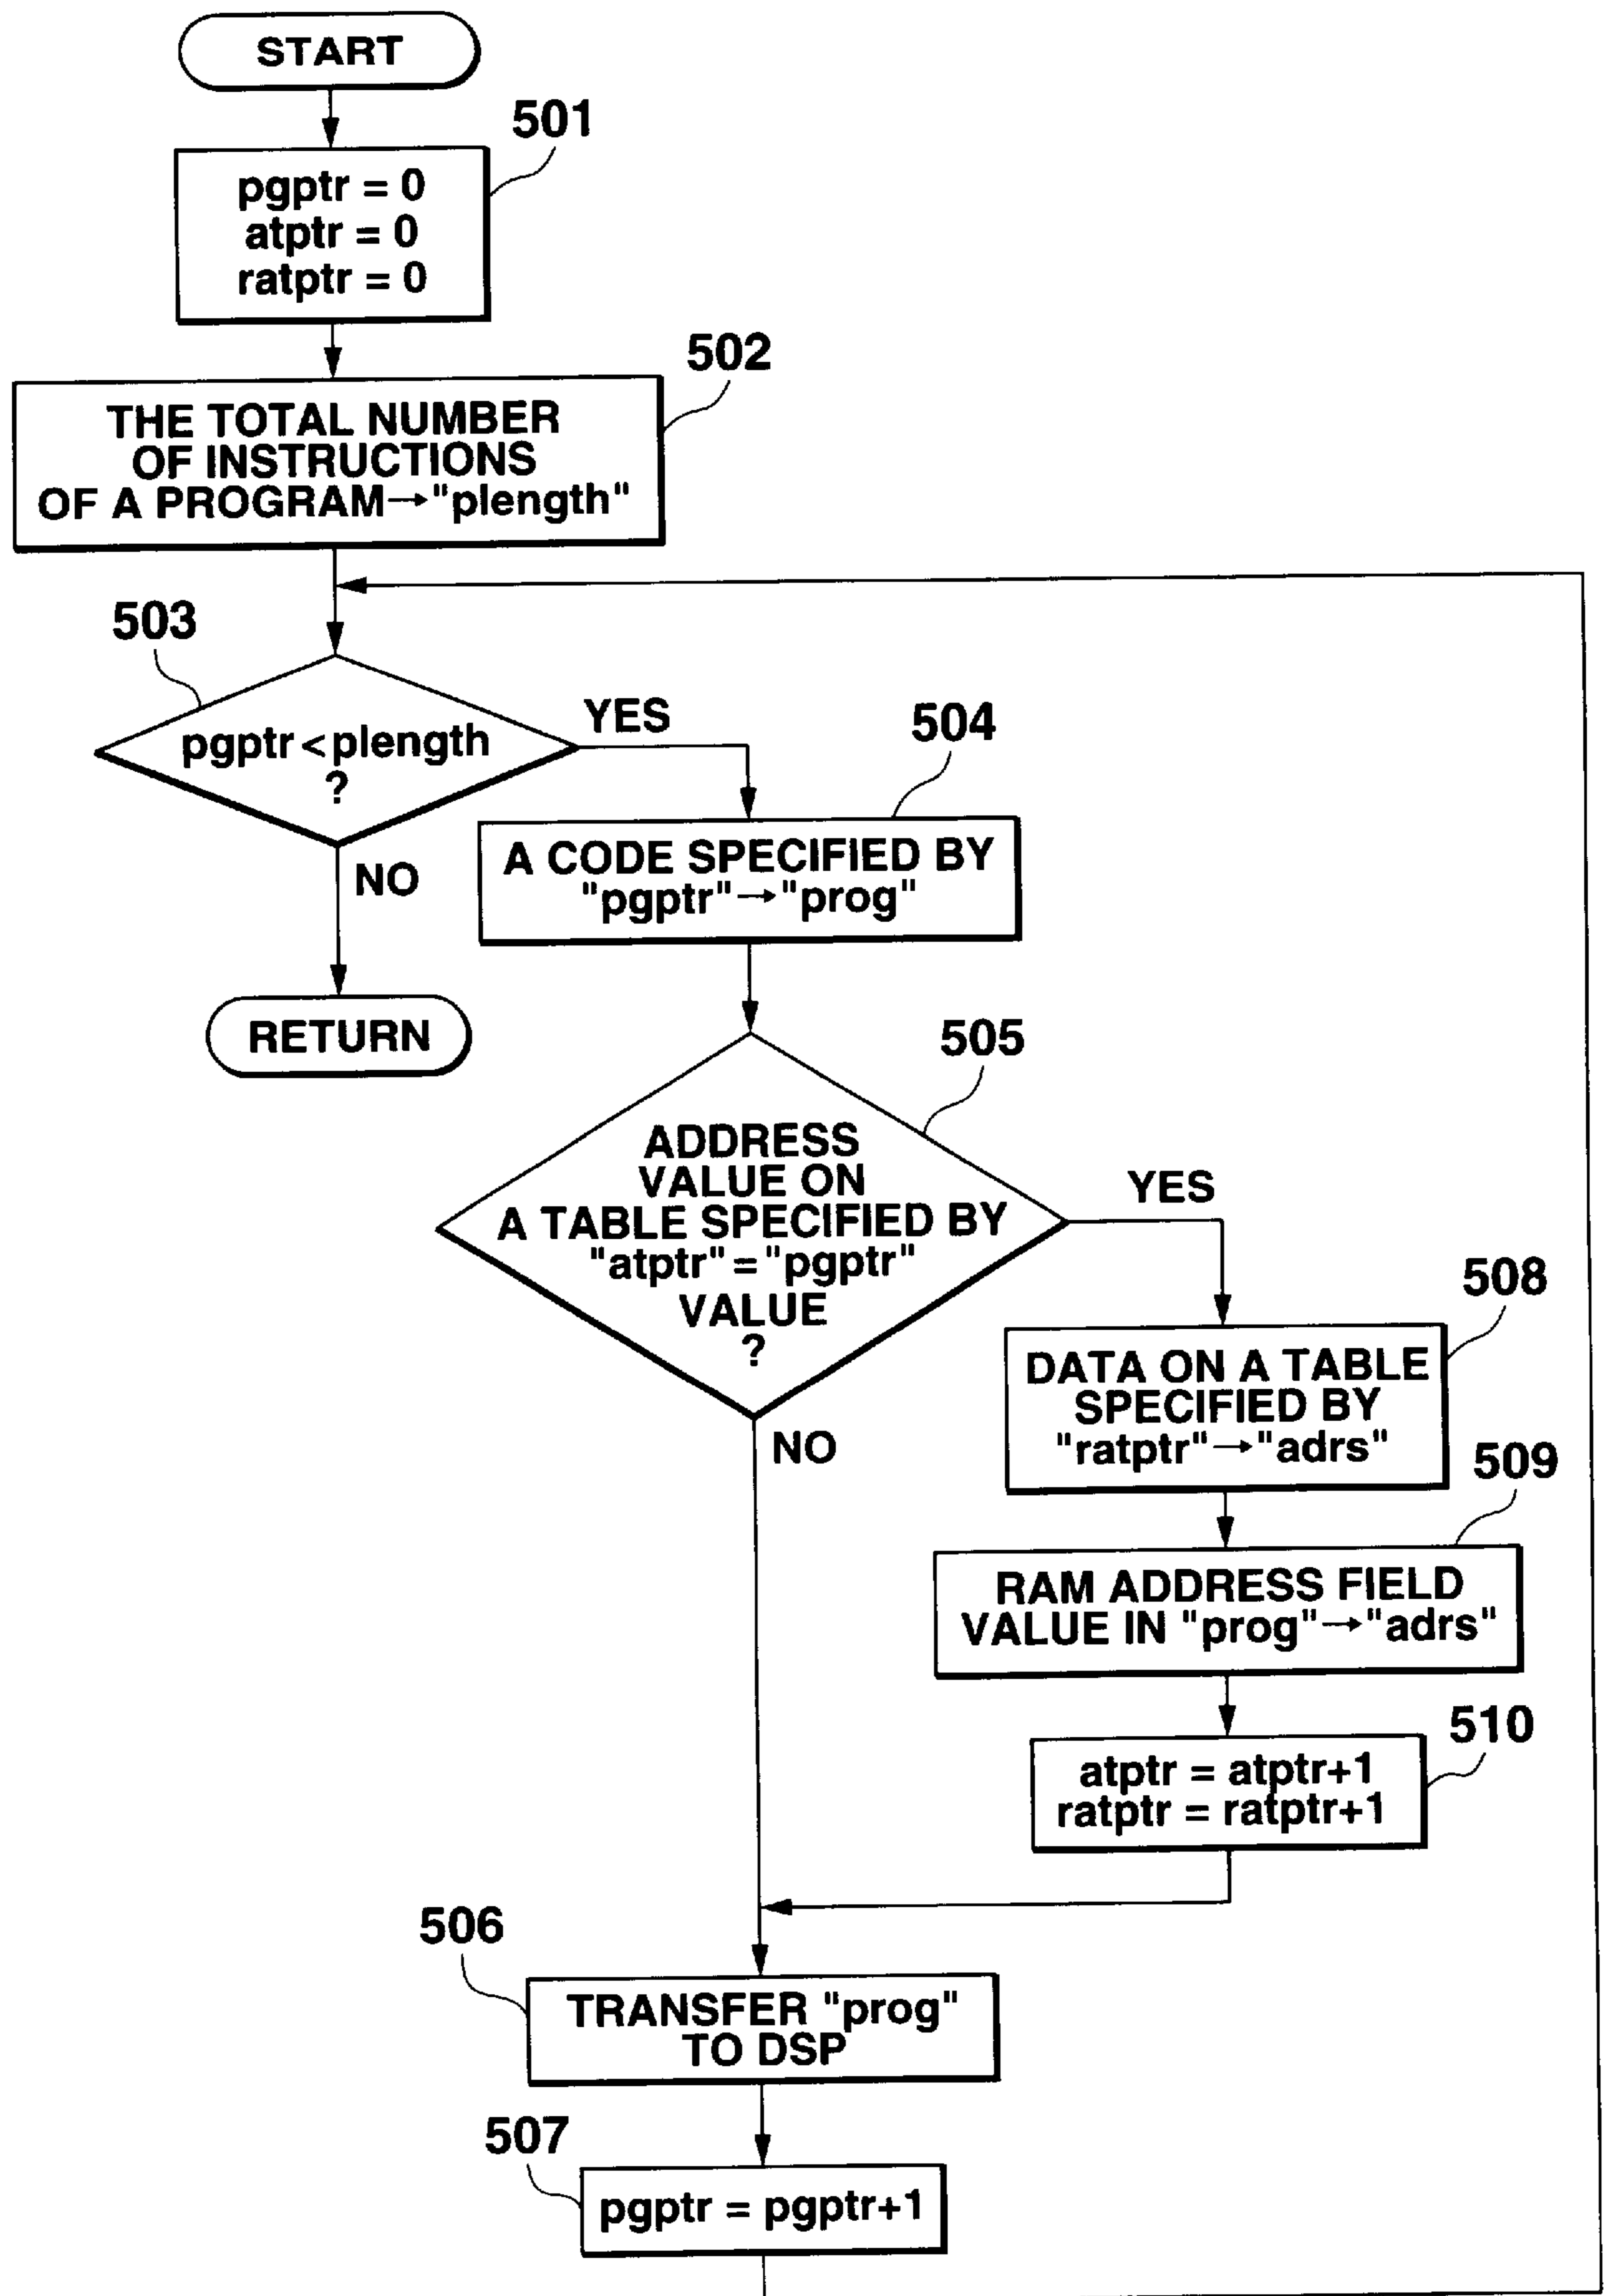 START
501
pgptr = 0
atptr = 0
ratptr = 0
502
THE TOTAL NUMBER
OF INSTRUCTIONS
OF A PROGRAM→"plength"
503
pgptr<plength
?
YES
NO
RETURN
504
A CODE SPECIFIED BY
"pgptr"→"prog"
505
ADDRESS
VALUE ON
A TABLE SPECIFIED BY
"atptr"="pgptr"
VALUE
?
YES
NO
508
DATA ON A TABLE
SPECIFIED BY
"ratptr"→"adrs"
509
RAM ADDRESS FIELD
VALUE IN "prog"→"adrs"
510
atptr = atptr+1
ratptr = ratptr+1
506
TRANSFER "prog"
TO DSP
507
pgptr = pgptr+1